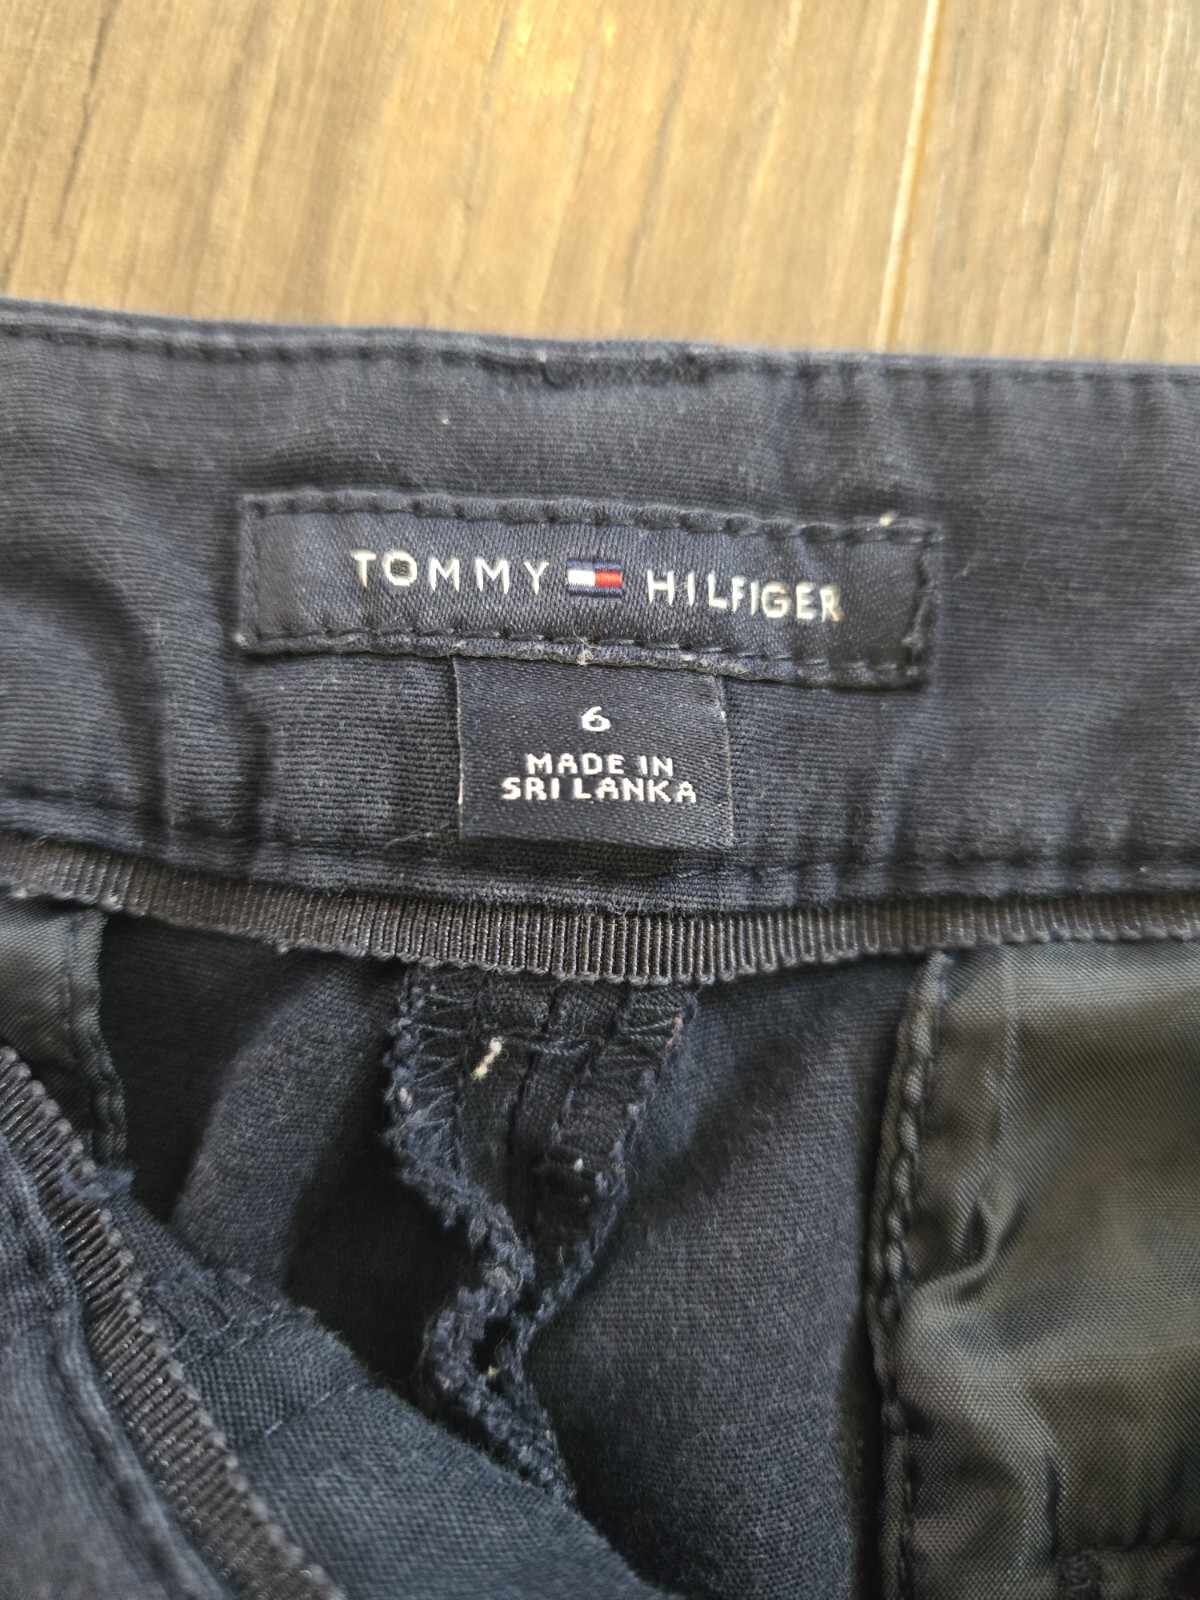 TOMMY HILFIGER
6
MADE IN
SRI LANKA